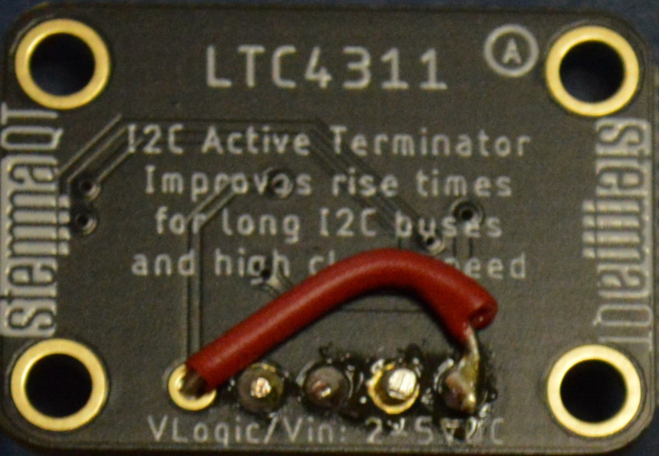 LTC4311
A
I2C Active Terminator
Improves rise times
for long I2C buses
and high
stemmaQT
stemmaQT
VLogic/Vin: